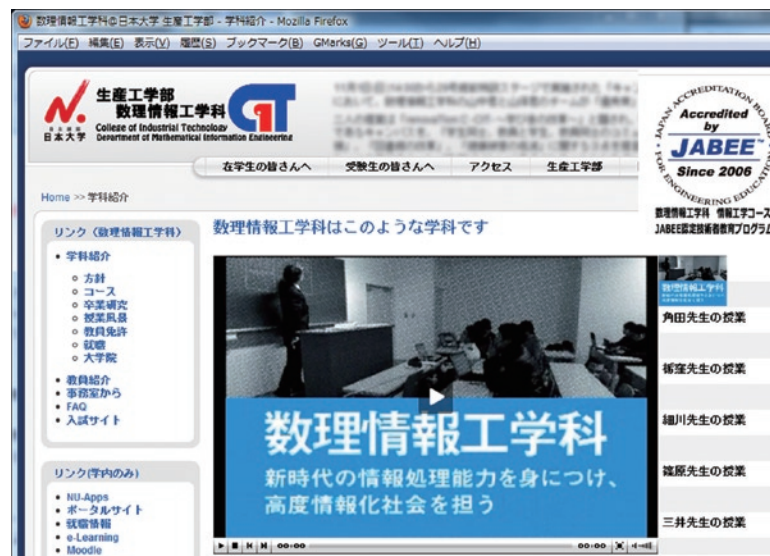 数理情報工学科@日本大学 生産工学部 - 学科紹介 - Mozilla Firefox
ファイル(F) 編集(E) 表示(V) 履歴(S) ブックマーク(B) GMarks(G) ツール(T) ヘルプ(H)
日本大学
生産工学部
数理情報工学科
College of Industrial Technology
Department of Mathematical Information Engineering
CIT
在学生の皆さんへ 受験生の皆さんへ アクセス 生産工学部
JAPAN ACCREDITATION BOARD FOR ENGINEERING EDUCATION
Accredited
by
JABEE™
Since 2006
数理情報工学科 情報工学コース
JABEE認定技術者教育プログラム
Home >> 学科紹介
リンク（数理情報工学科）
学科紹介
方針
コース
卒業研究
授業風景
教員免許
就職
大学院
教員紹介
事務室から
FAQ
入試サイト
リンク(学内のみ)
NU-Apps
ポータルサイト
就職情報
e-Learning
Moodle
数理情報工学科はこのような学科です
数理情報工学科
新時代の情報処理能力を身につけ、
高度情報化社会を担う
00:00 00:00
数理情報工学科
角田先生の授業
栃窪先生の授業
細川先生の授業
篠原先生の授業
三井先生の授業